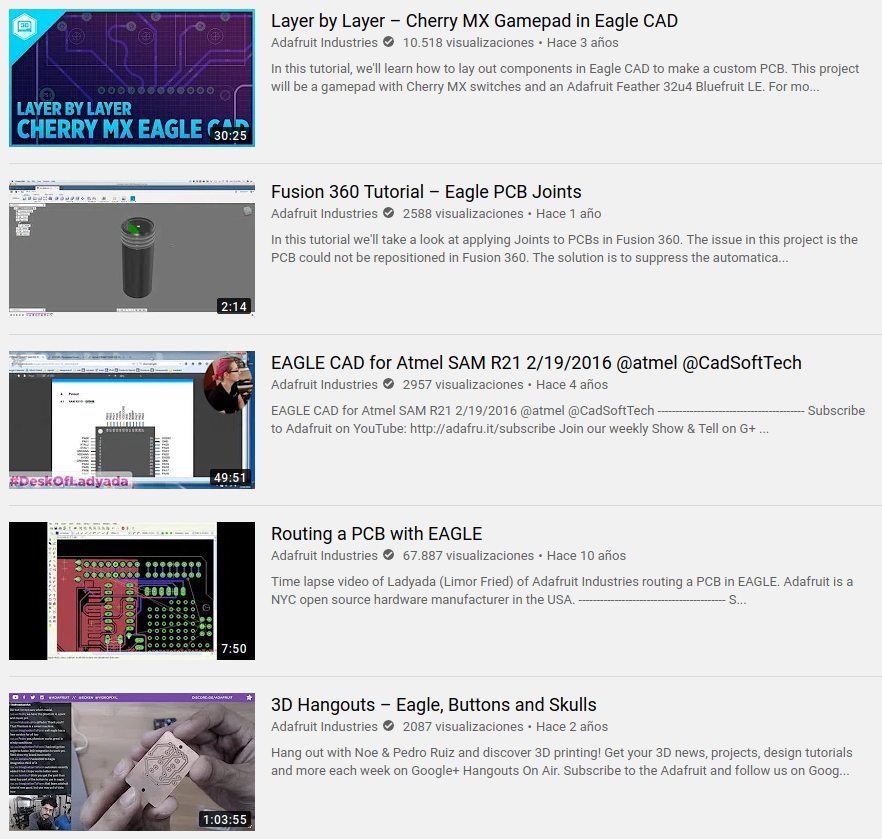 Layer by Layer – Cherry MX Gamepad in Eagle CAD
Adafruit Industries 10.518 visualizaciones • Hace 3 años
In this tutorial, we'll learn how to lay out components in Eagle CAD to make a custom PCB. This project
will be a gamepad with Cherry MX switches and an Adafruit Feather 32u4 Bluefruit LE. For mo...
3D
LAYER BY LAYER
CHERRY MX EAGLE CAD
30:25
Fusion 360 Tutorial – Eagle PCB Joints
Adafruit Industries 2588 visualizaciones • Hace 1 año
In this tutorial we'll take a look at applying Joints to PCBs in Fusion 360. The issue in this project is the
PCB could not be repositioned in Fusion 360. The solution is to suppress the automatica...
2:14
EAGLE CAD for Atmel SAM R21 2/19/2016 @atmel @CadSoftTech
Adafruit Industries 2957 visualizaciones • Hace 4 años
EAGLE CAD for Atmel SAM R21 2/19/2016 @atmel @CadSoftTech ----------------------------------------- Subscribe
to Adafruit on YouTube: http://adafru.it/subscribe Join our weekly Show & Tell on G+ ...
#DeskOfLadyada
49:51
Routing a PCB with EAGLE
Adafruit Industries 67.887 visualizaciones • Hace 10 años
Time lapse video of Ladyada (Limor Fried) of Adafruit Industries routing a PCB in EAGLE. Adafruit is a
NYC open source hardware manufacturer in the USA. ----------------------------------------- S...
7:50
3D Hangouts – Eagle, Buttons and Skulls
Adafruit Industries 2087 visualizaciones • Hace 2 años
Hang out with Noe & Pedro Ruiz and discover 3D printing! Get your 3D news, projects, design tutorials
and more each week on Google+ Hangouts On Air. Subscribe to the Adafruit and follow us on Goog...
1:03:55